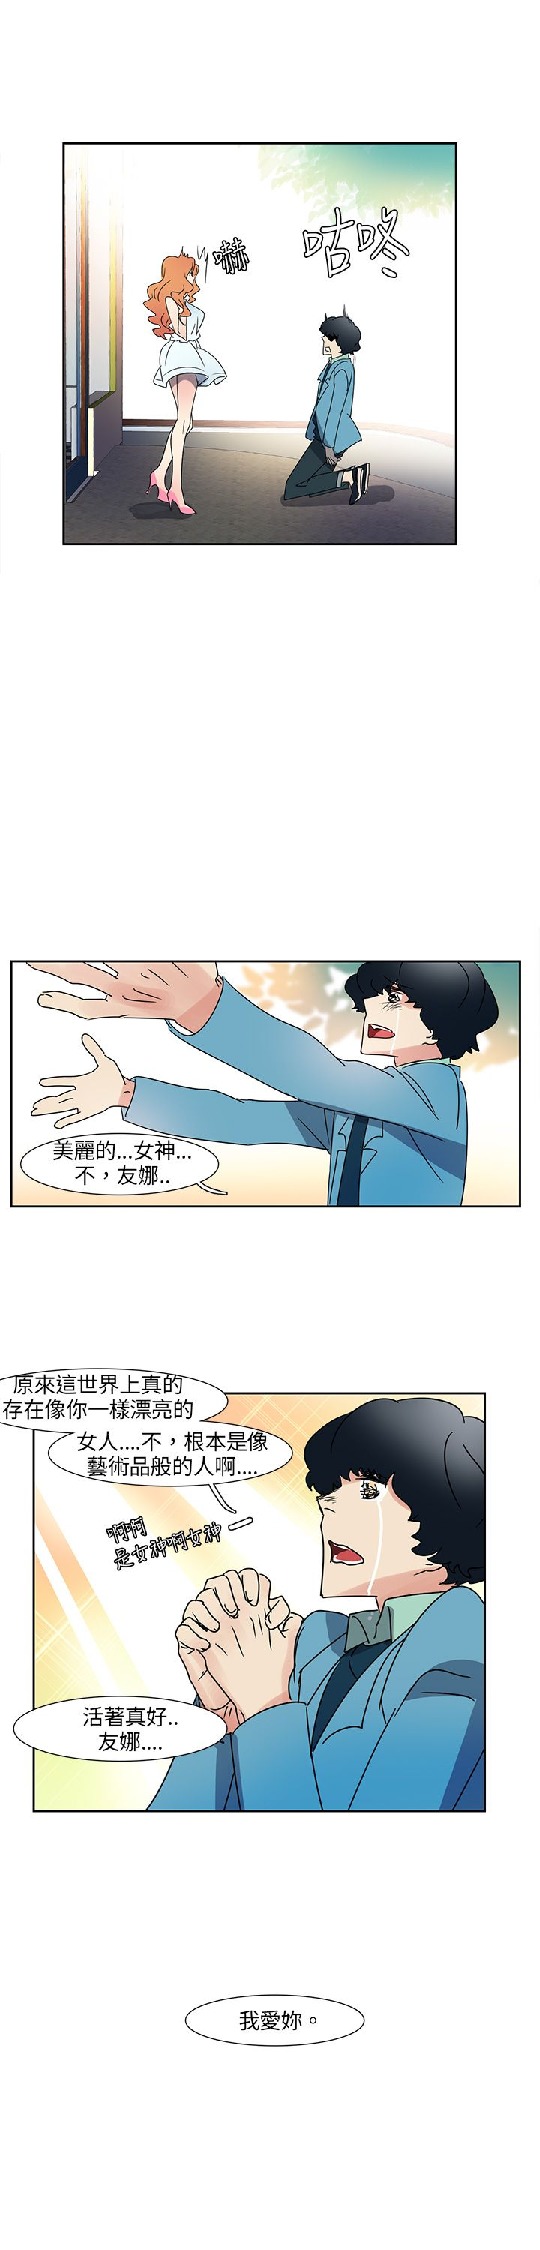 嚇
咕咚
美麗的...女神...
不，友娜..
原來這世界上真的
存在像你一樣漂亮的
女人....不，根本是像
藝術品般的人啊....
啊啊
是女神啊女神
活著真好..
友娜....
我愛妳。